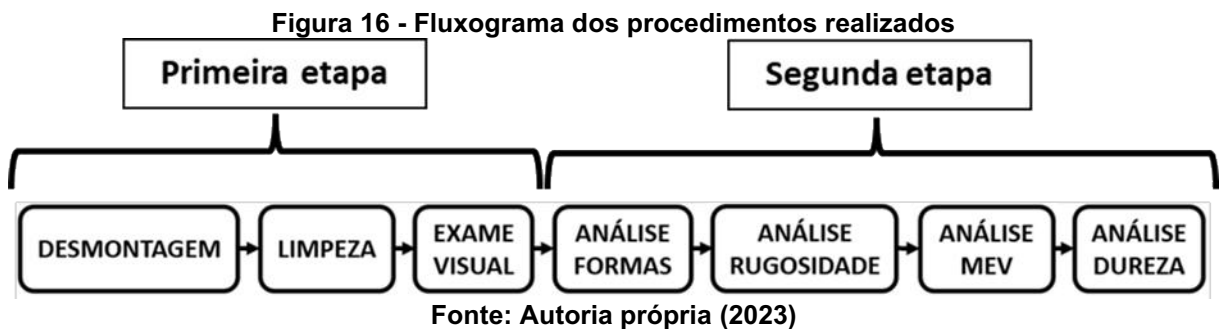 Figura 16 - Fluxograma dos procedimentos realizados
Primeira etapa
Segunda etapa
DESMONTAGEM
LIMPEZA
EXAME
VISUAL
ANÁLISE
FORMAS
ANÁLISE
RUGOSIDADE
ANÁLISE
MEV
ANÁLISE
DUREZA
Fonte: Autoria própria (2023)